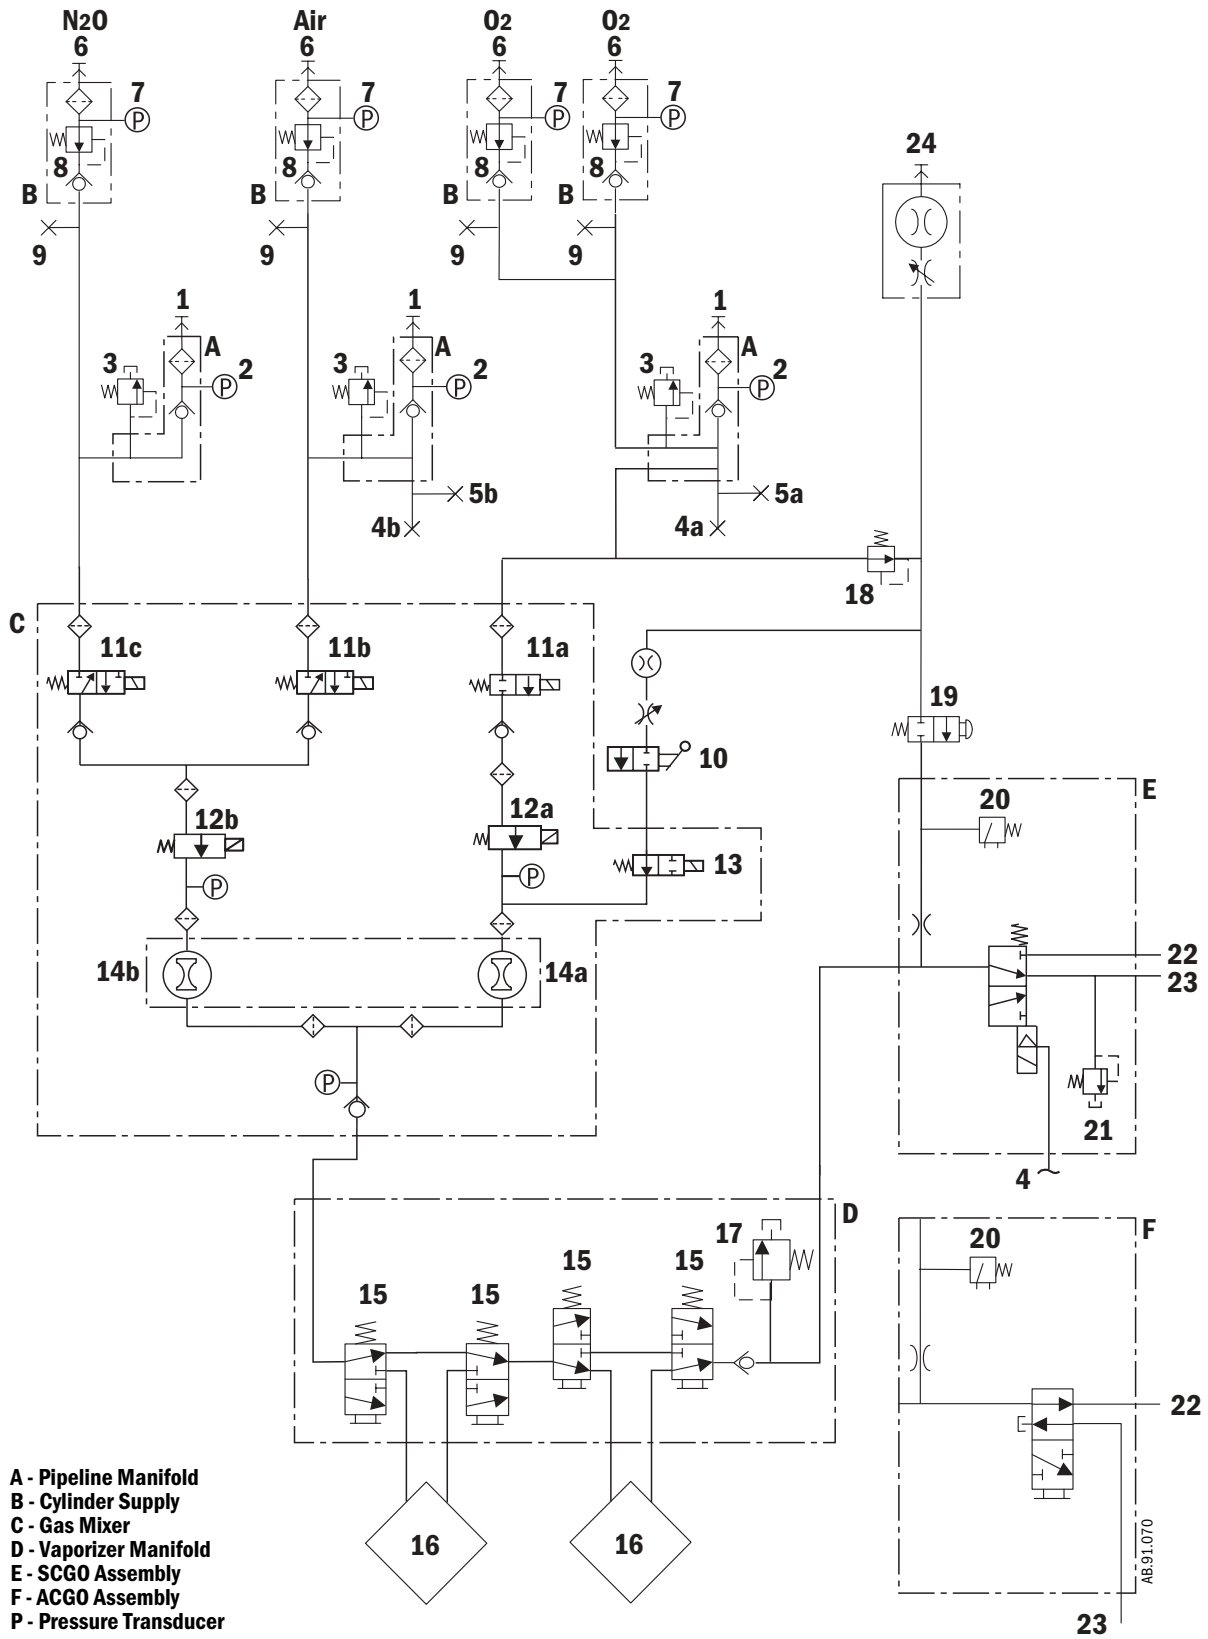 N2O Air O2 O2
6 6 6 6
7 7 7 7
P P P P
8 8 8 8
B B B B
24
9 9 9 9
1 1 1
A A A
3 2 3 2 3 2
P P P
5b 5a
4b 4a
18
C
11c 11b 11a
19
10
12b 12a
E
20
13
P P
14b 14a
22
23
P
21
4
D
F
17
20
15 15
15 15
22
16 16
23
A - Pipeline Manifold
B - Cylinder Supply
C - Gas Mixer
D - Vaporizer Manifold
E - SCGO Assembly
F - ACGO Assembly
P - Pressure Transducer
AB.91.070